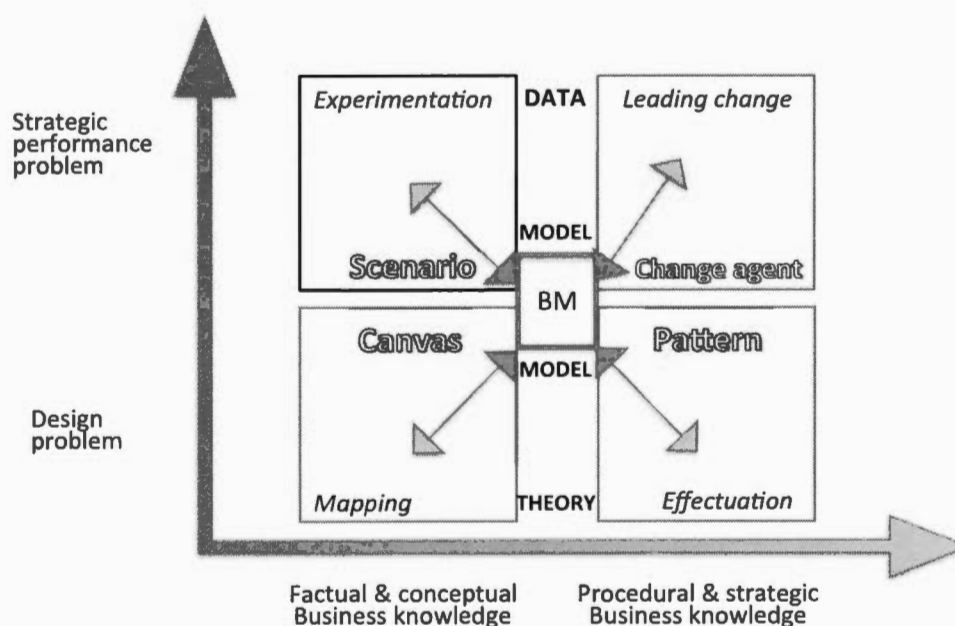 Experimentation
DATA
Leading change
Strategic
performance
problem
MODEL
Scenario
Change agent
BM
Canvas
Pattern
MODEL
Design
problem
Mapping
THEORY
Effectuation
Factual & conceptual
Business knowledge
Procedural & strategic
Business knowledge